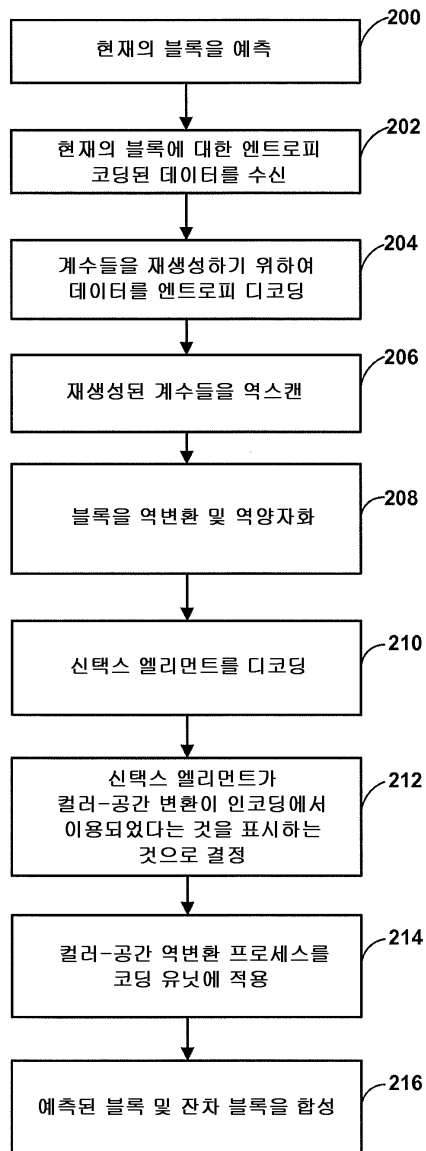 200
현재의 블록을 예측
202
현재의 블록에 대한 엔트로피
코딩된 데이터를 수신
204
계수들을 재생성하기 위하여
데이터를 엔트로피 디코딩
206
재생성된 계수들을 역스캔
208
블록을 역변환 및 역양자화
210
신택스 엘리먼트를 디코딩
212
신택스 엘리먼트가
컬러-공간 변환이 인코딩에서
이용되었다는 것을 표시하는
것으로 결정
214
컬러-공간 역변환 프로세스를
코딩 유닛에 적용
216
예측된 블록 및 잔차 블록을 합성